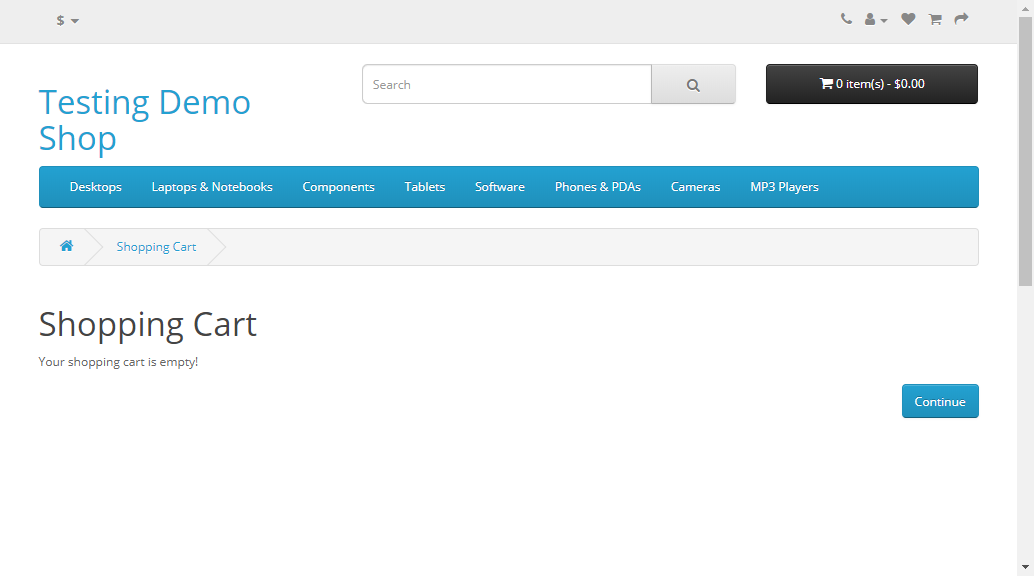 $
Search
0 item(s) - $0.00
Testing Demo
Shop
Desktops Laptops & Notebooks Components Tablets Software Phones & PDAs Cameras MP3 Players
Shopping Cart
Shopping Cart
Your shopping cart is empty!
Continue